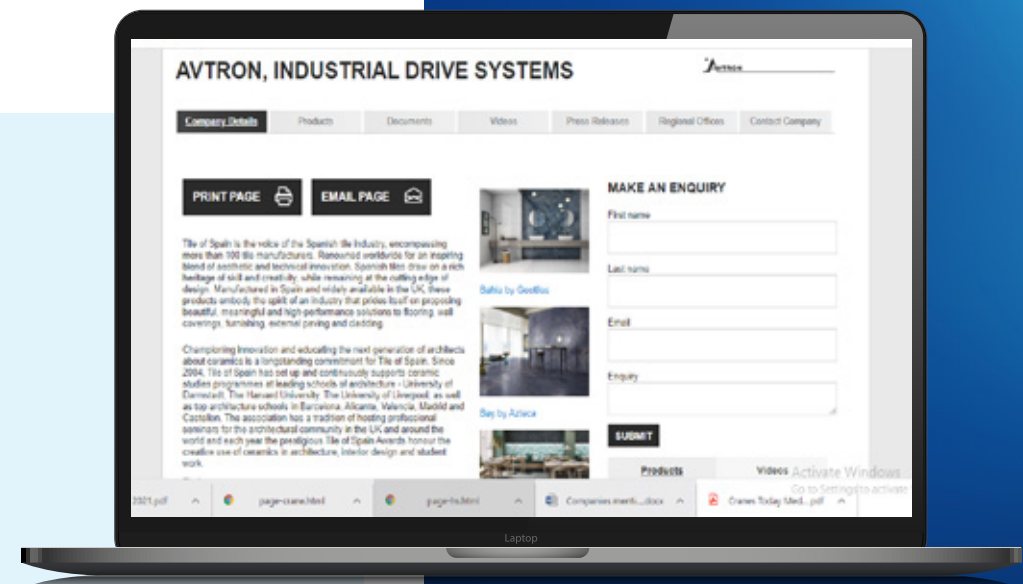 AVTRON, INDUSTRIAL DRIVE SYSTEMS
Avtron
Company Details Products Documents Videos Press Releases Regional Offices Contact Company
PRINT PAGE EMAIL PAGE
Tile of Spain is the voice of the Spanish tile industry, encompassing
more than 100 tile manufacturers. Renowned worldwide for an inspiring
blend of aesthetic and technical innovation. Spanish tiles draw on a rich
heritage of skill and creativity, while remaining at the cutting edge of
design. Manufactured in Spain and widely available in the UK, these
products embody the spirit of an industry that prides itself on proposing
beautiful, meaningful and high-performance solutions to flooring, wall
coverings, furnishing, external paving and cladding.
Championing innovation and educating the next generation of architects
about ceramics is a longstanding commitment for Tile of Spain. Since
2004, Tile of Spain has set up and continuously supports ceramic
studies programmes at leading schools of architecture - University of
Darmstadt, The Harvard University, The University of Liverpool, as well
as top architecture schools in Barcelona, Alicante, Valencia, Madrid and
Castellon. The association has a tradition of hosting professional
seminars for the architectural community in the UK and around the
world and each year the prestigious Tile of Spain Awards honour the
creative use of ceramics in architecture, interior design and student
work.
Bahia by
Bay by Azteca
MAKE AN ENQUIRY
First name
Last name
Email
Enquiry
SUBMIT
Products Videos
Activate Windows
Go to Settings to activate
2021.pdf page-crane.html page-hs.html Companies menti...docx Cranes Today Med....pdf
Laptop